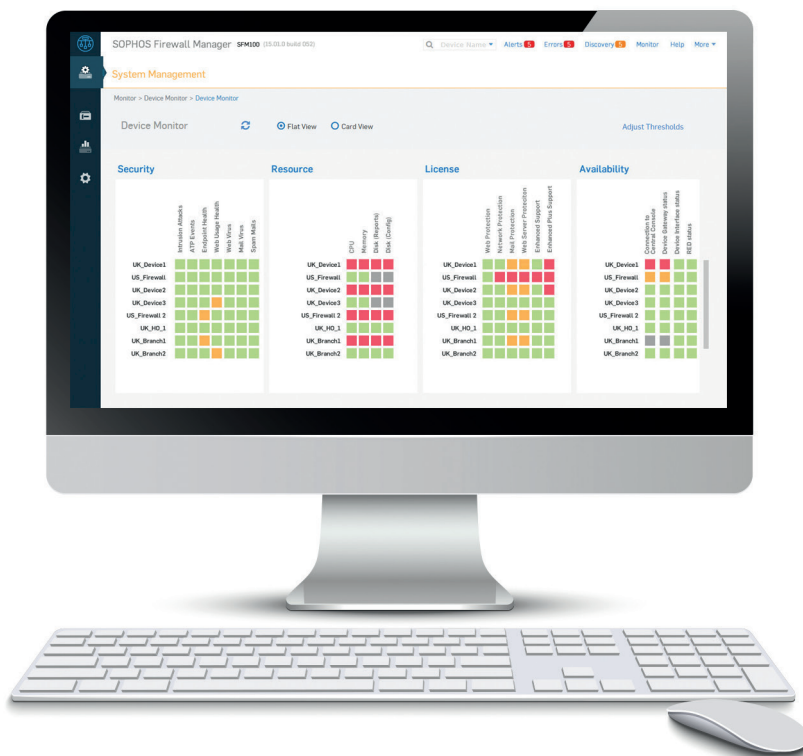 SOPHOS Firewall Manager SFM100 (15.01.0 build 052)
Device Name
Alerts 5 Errors 5 Discovery 5 Monitor Help More
System Management
Monitor > Device Monitor > Device Monitor
Device Monitor Flat View Card View Adjust Thresholds
Security
Intrusion Attacks
ATP Events
Endpoint Health
Web Usage Health
Web Virus
Mail Virus
Spam Mails
UK_Device1
US_Firewall
UK_Device2
UK_Device3
US_Firewall 2
UK_HO_1
UK_Branch1
UK_Branch2
Resource
CPU
Memory
Disk (Reports)
Disk (Config)
UK_Device1
US_Firewall
UK_Device2
UK_Device3
US_Firewall 2
UK_HO_1
UK_Branch1
UK_Branch2
License
Web Protection
Network Protection
Mail Protection
Web Server Protection
Enhanced Support
Enhanced Plus Support
UK_Device1
US_Firewall
UK_Device2
UK_Device3
US_Firewall 2
UK_HO_1
UK_Branch1
UK_Branch2
Availability
Connection to
Central Console
Device Gateway status
Device Interface status
RED status
UK_Device1
US_Firewall
UK_Device2
UK_Device3
US_Firewall 2
UK_HO_1
UK_Branch1
UK_Branch2